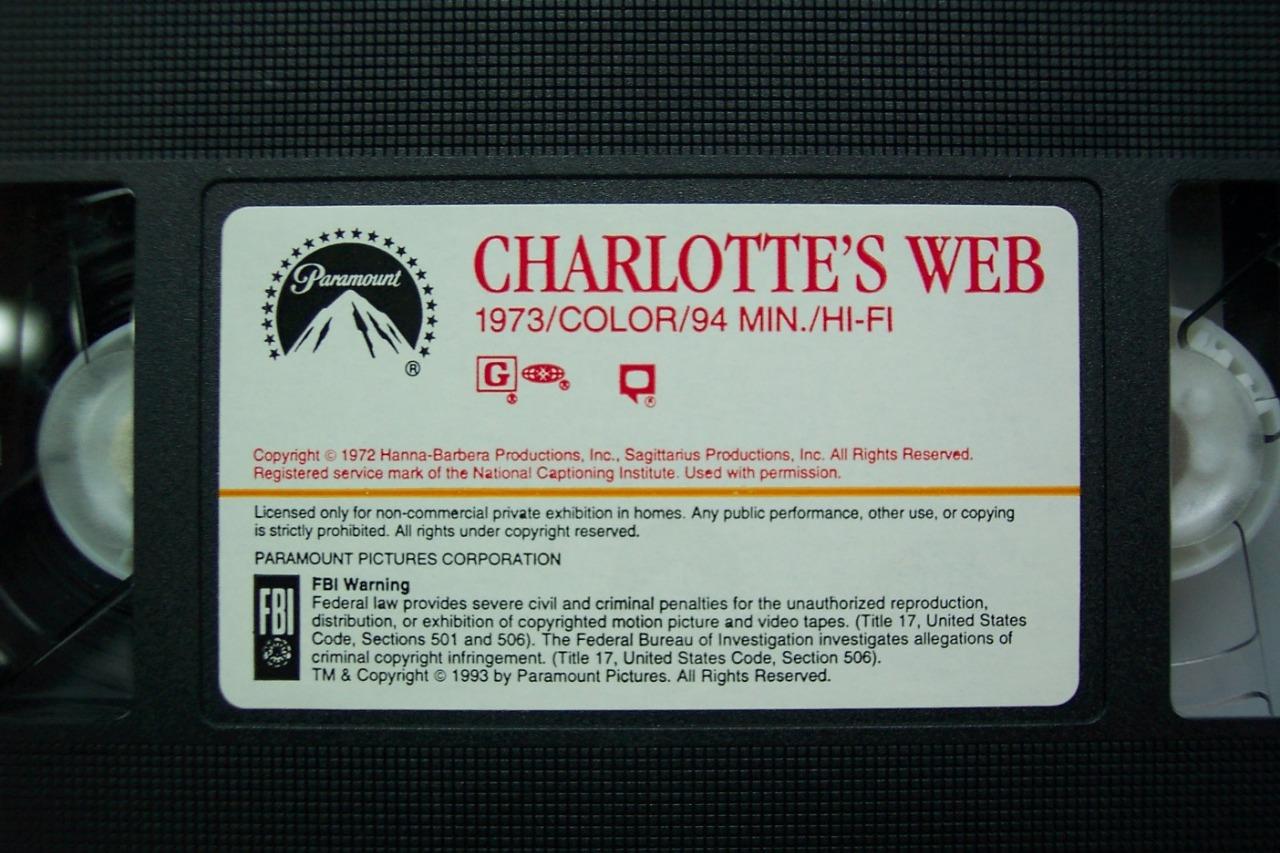 Paramount
®
CHARLOTTE'S WEB
1973/COLOR/94 MIN./HI-FI
G
®
Copyright © 1972 Hanna-Barbera Productions, Inc., Sagittarius Productions, Inc. All Rights Reserved.
Registered service mark of the National Captioning Institute. Used with permission.
Licensed only for non-commercial private exhibition in homes. Any public performance, other use, or copying
is strictly prohibited. All rights under copyright reserved.
PARAMOUNT PICTURES CORPORATION
FBI
FBI Warning
Federal law provides severe civil and criminal penalties for the unauthorized reproduction,
distribution, or exhibition of copyrighted motion picture and video tapes. (Title 17, United States
Code, Sections 501 and 506). The Federal Bureau of Investigation investigates allegations of
criminal copyright infringement. (Title 17, United States Code, Section 506).
TM & Copyright © 1993 by Paramount Pictures. All Rights Reserved.